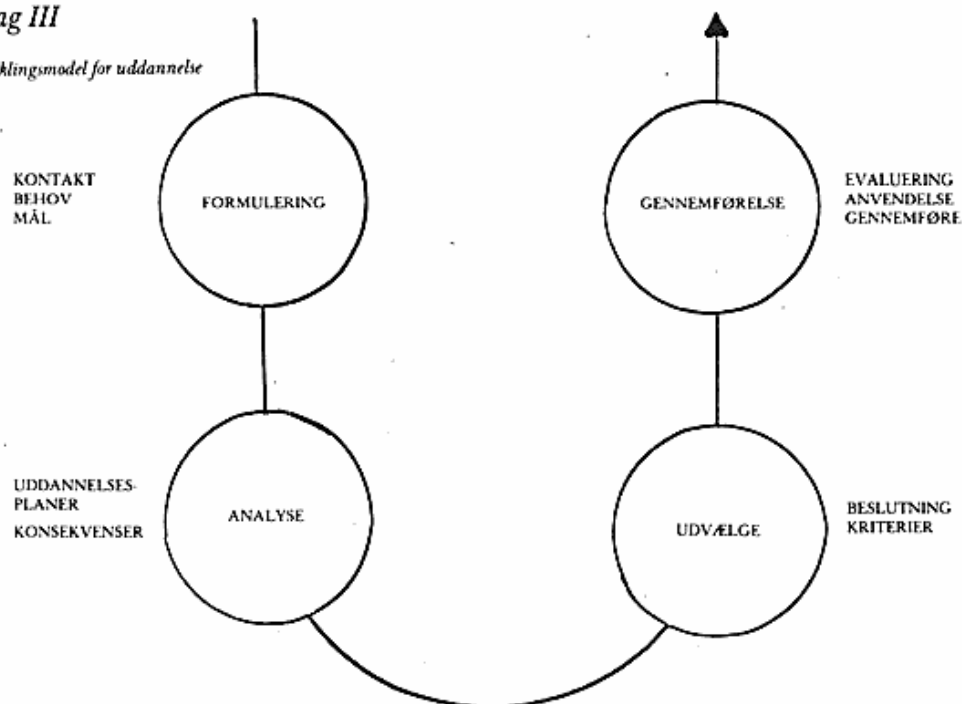 ng III
klingsmodel for uddannelse
KONTAKT
BEHOV
MÅL
FORMULERING
GENNEMFØRELSE
EVALUERING
ANVENDELSE
GENNEMFØRE
UDDANNELSES-
PLANER
KONSEKVENSER
ANALYSE
UDVÆLGE
BESLUTNING
KRITERIER